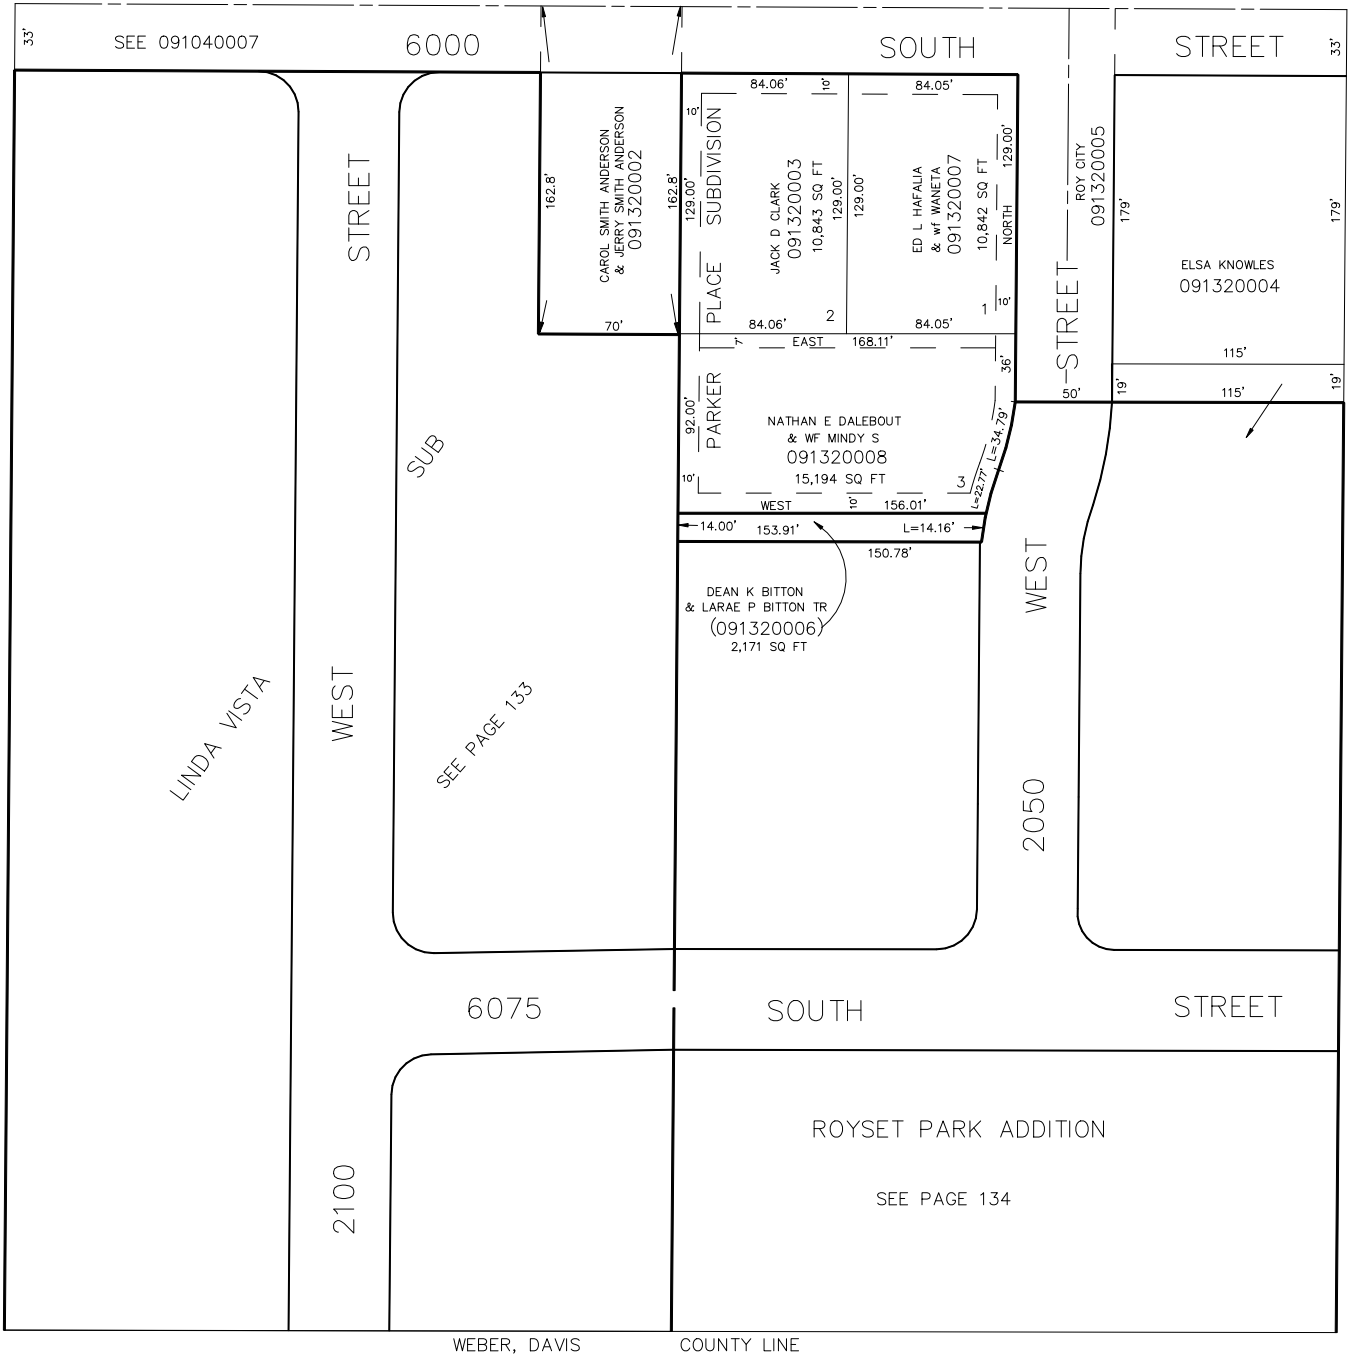 33'
SEE 091040007
6000
SOUTH
STREET
33'
84.06'
10'
84.05'
10'
CAROL SMITH ANDERSON
& JERRY SMITH ANDERSON
091320002
162.8'
162.8'
70'
129.00'
PARKER PLACE SUBDIVISION
JACK D CLARK
091320003
10,843 SQ FT
129.00'
129.00'
ED L HAFALIA
& wf WANETA
091320007
10,842 SQ FT
NORTH
129.00'
ROY CITY
091320005
179'
179'
ELSA KNOWLES
091320004
2
1
10'
84.06'
84.05'
7'
EAST
168.11'
36'
115'
19'
115'
19'
50'
92.00'
NATHAN E DALEBOUT
& WF MINDY S
091320008
15,194 SQ FT
L=34.79'
L=22.77'
10'
3
WEST
10'
156.01'
14.00'
153.91'
L=14.16'
150.78'
DEAN K BITTON
& LARAE P BITTON TR
(091320006)
2,171 SQ FT
2050 WEST STREET
2100 WEST STREET
LINDA VISTA
SUB
SEE PAGE 133
6075
SOUTH
STREET
ROYSET PARK ADDITION
SEE PAGE 134
WEBER, DAVIS
COUNTY LINE